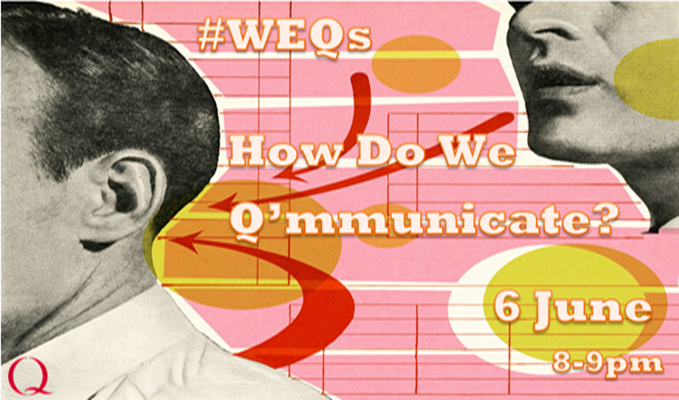 #WEQs
How Do We
Q'mmunicate?
6 June
8-9pm
Q